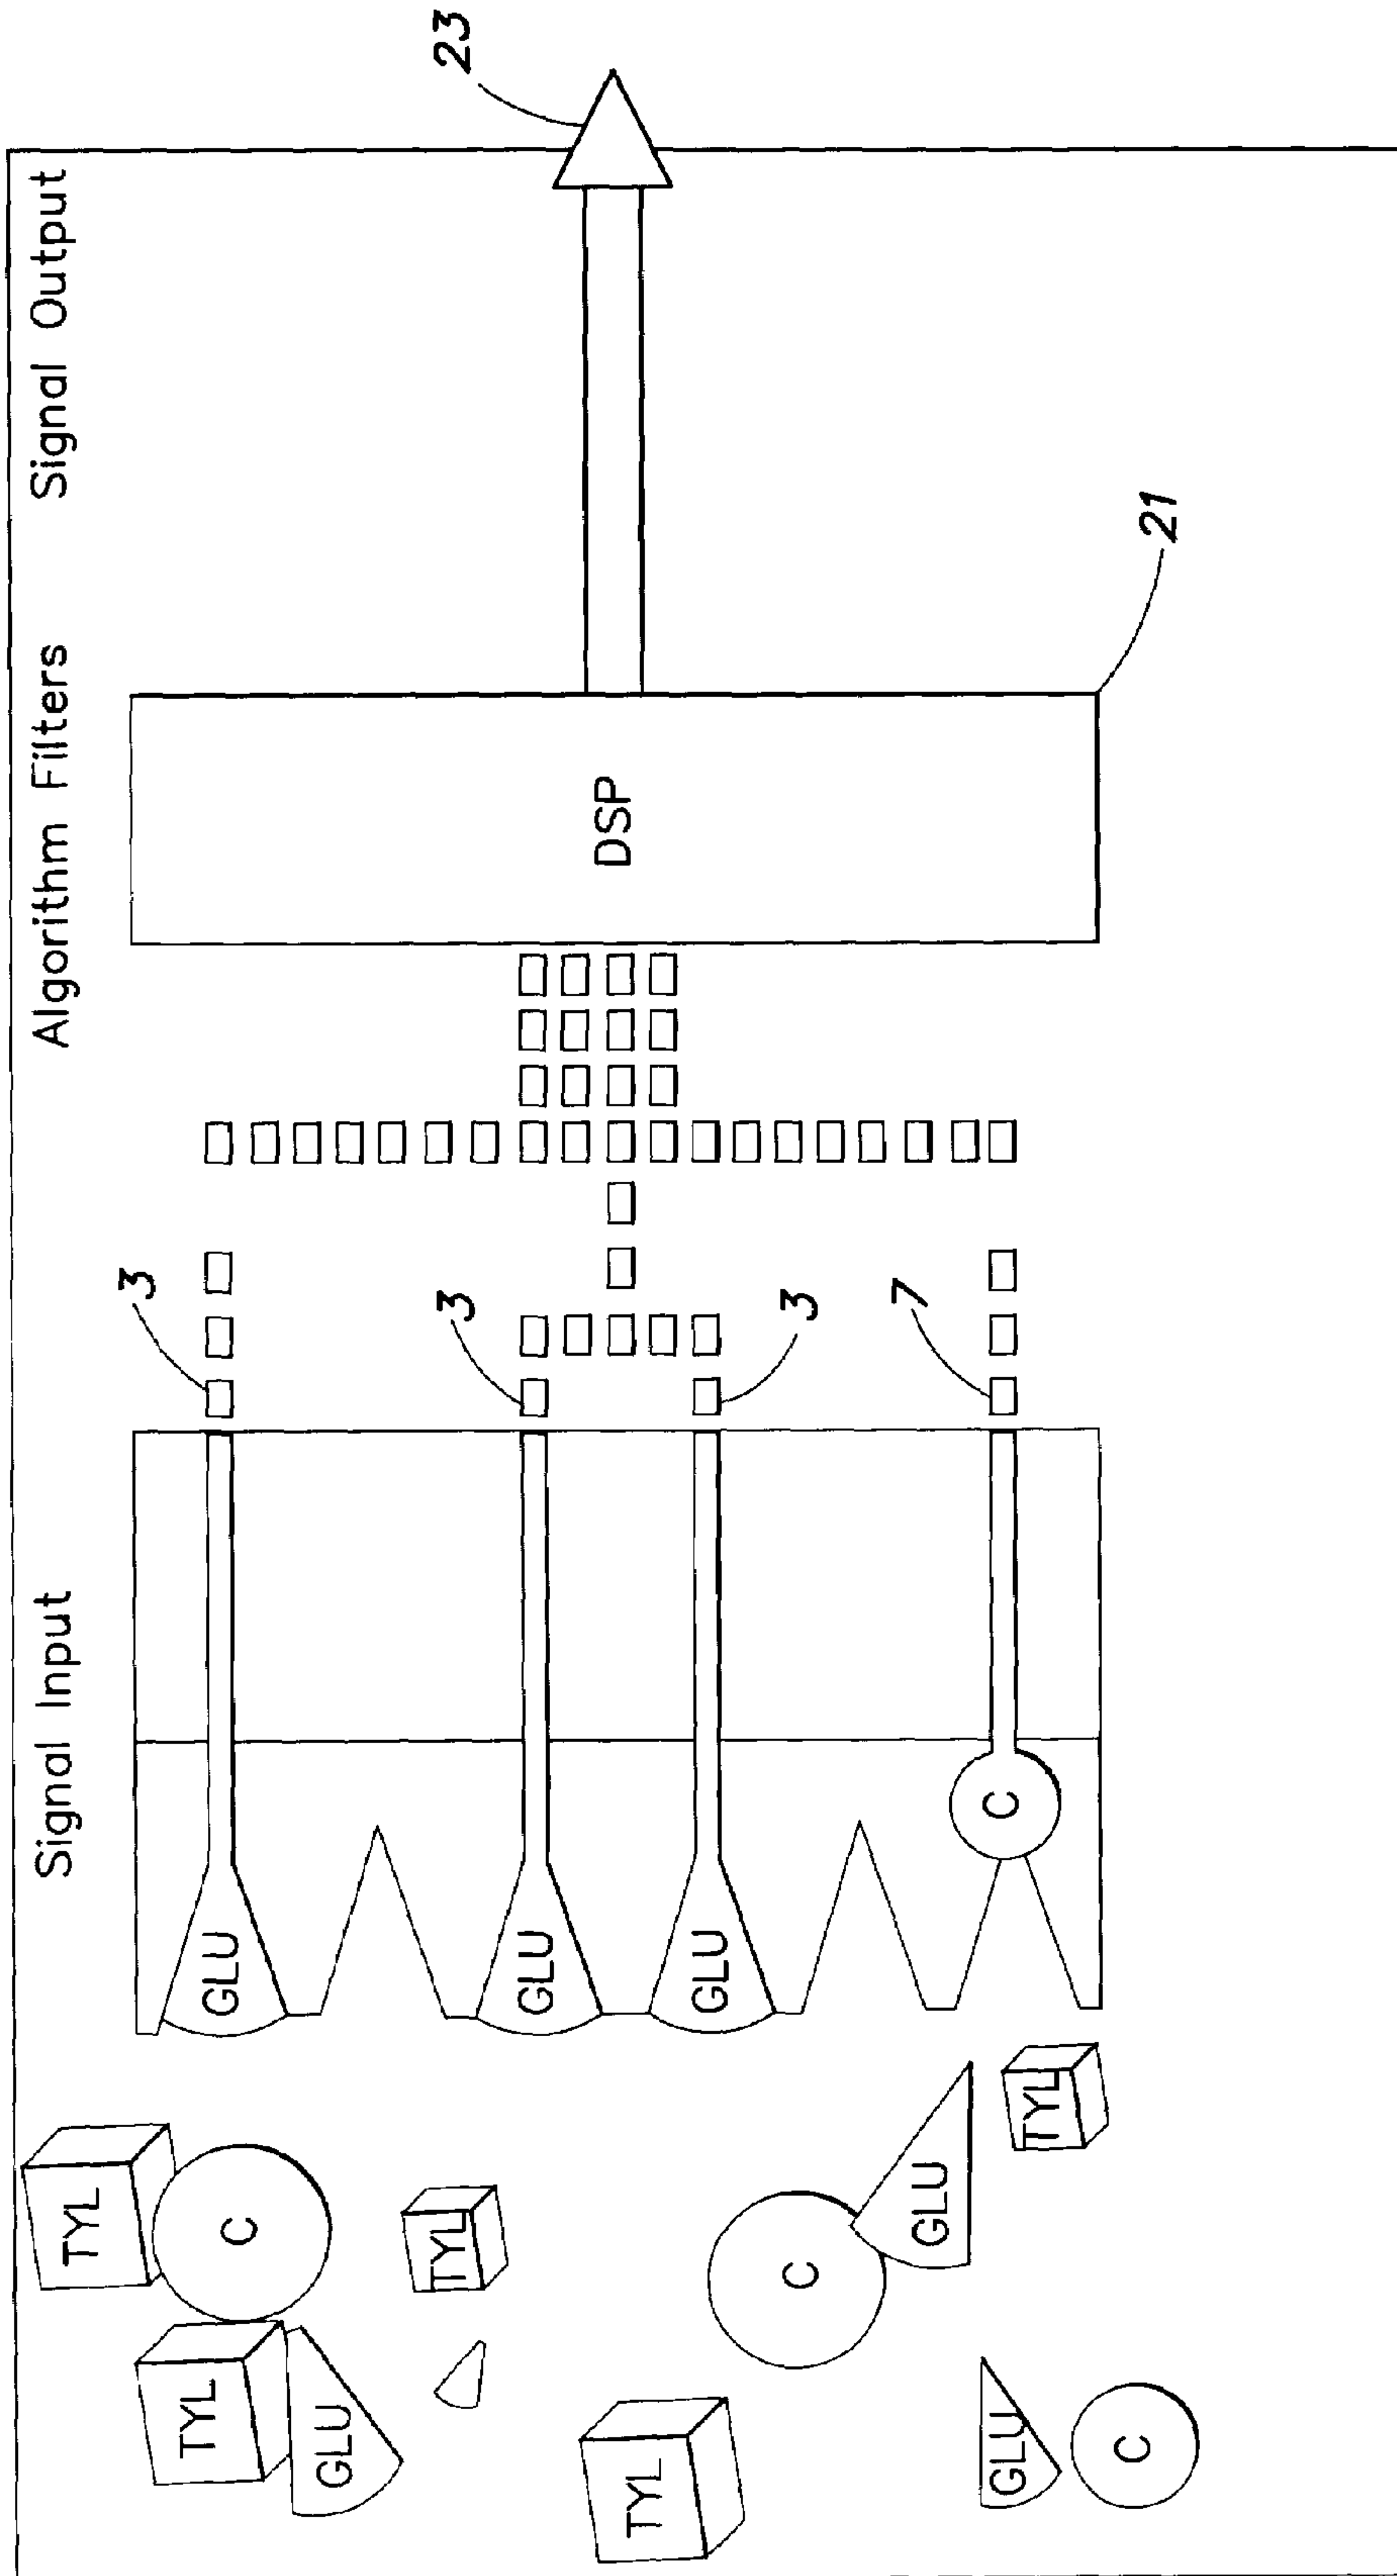 Signal Input
Algorithm Filters
Signal Output
TYL
TYL
C
GLU
TYL
TYL
C
GLU
GLU
C
TYL
GLU
GLU
GLU
C
3
3
3
7
DSP
21
23